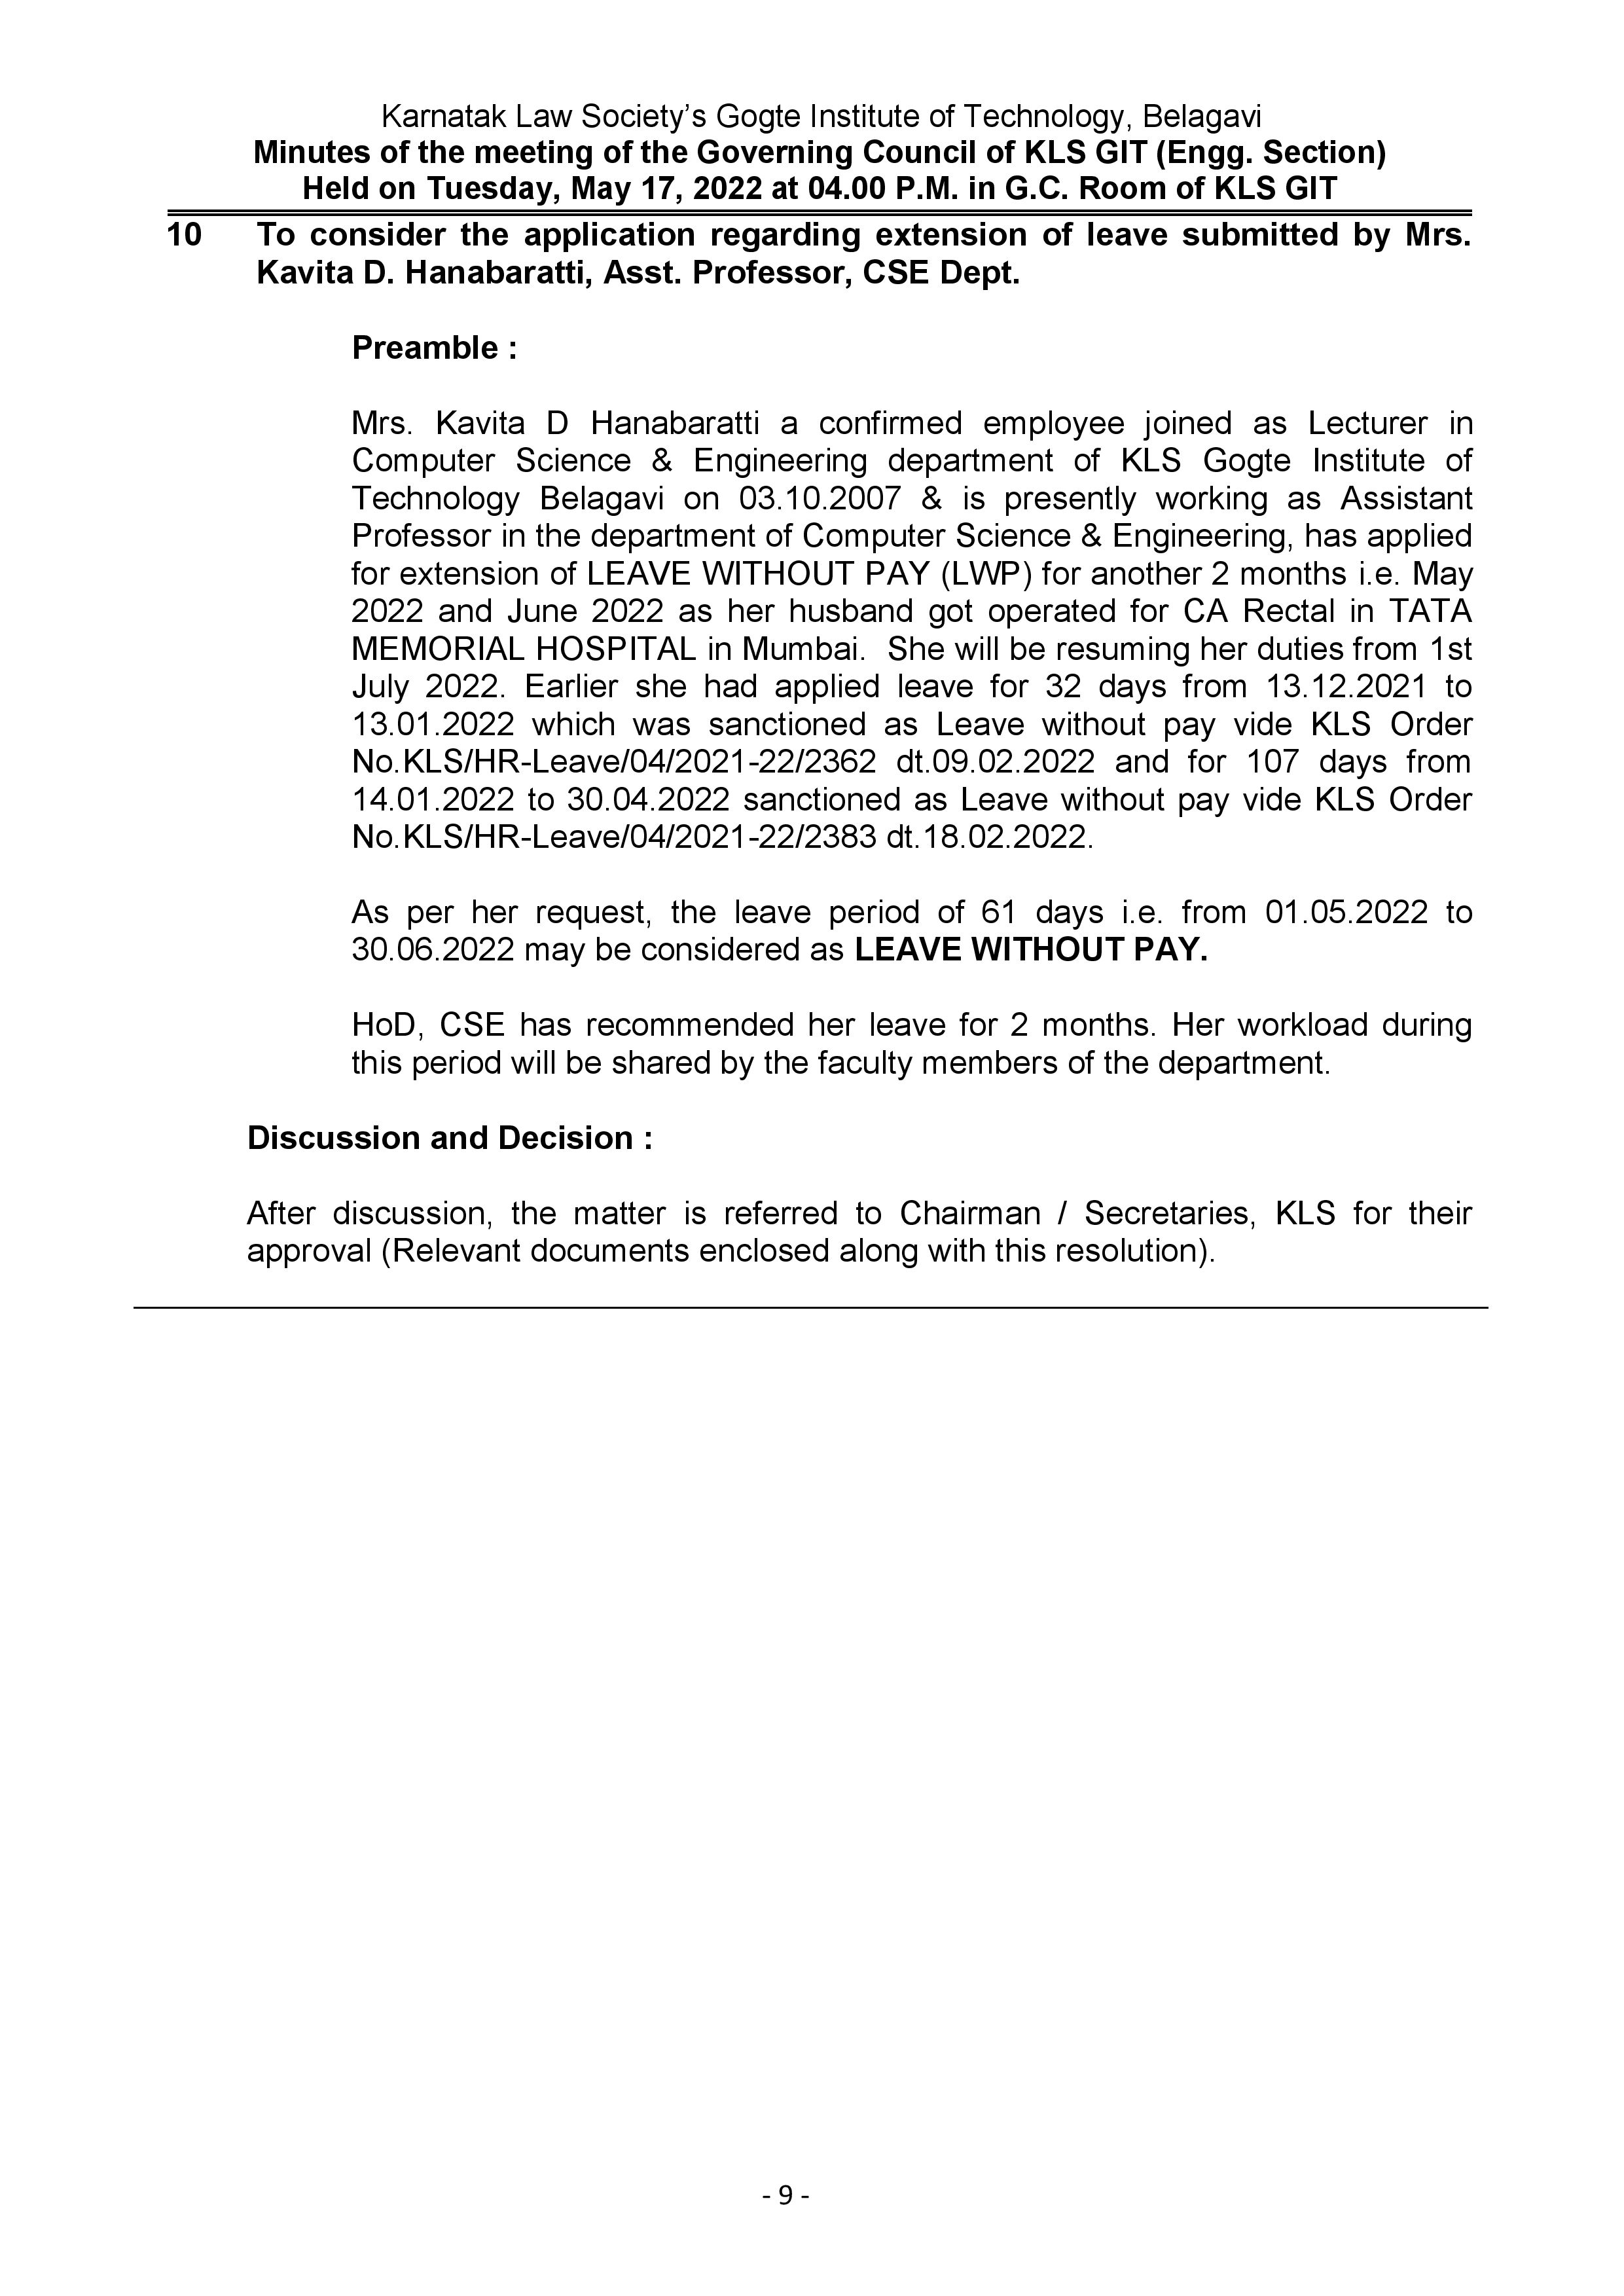 Karnatak Law Society’s Gogte Institute of Technology, Belagavi
Minutes of the meeting of the Governing Council of KLS GIT (Engg. Section)
Held on Tuesday, May 17, 2022 at 04.00 P.M. in G.C. Room of KLS GIT
10 To consider the application regarding extension of leave submitted by Mrs.
Kavita D. Hanabaratti, Asst. Professor, CSE Dept.
Preamble :
Mrs. Kavita D Hanabaratti a confirmed employee joined as Lecturer in
Computer Science & Engineering department of KLS Gogte Institute of
Technology Belagavi on 03.10.2007 & is presently working as Assistant
Professor in the department of Computer Science & Engineering, has applied
for extension of LEAVE WITHOUT PAY (LWP) for another 2 months i.e. May
2022 and June 2022 as her husband got operated for CA Rectal in TATA
MEMORIAL HOSPITAL in Mumbai. She will be resuming her duties from 1st
July 2022. Earlier she had applied leave for 32 days from 13.12.2021 to
13.01.2022 which was sanctioned as Leave without pay vide KLS Order
No.KLS/HR-Leave/04/2021-22/2362 dt.09.02.2022 and for 107 days from
14.01.2022 to 30.04.2022 sanctioned as Leave without pay vide KLS Order
No.KLS/HR-Leave/04/2021-22/2383 dt.18.02.2022.
As per her request, the leave period of 61 days i.e. from 01.05.2022 to
30.06.2022 may be considered as LEAVE WITHOUT PAY.
HoD, CSE has recommended her leave for 2 months. Her workload during
this period will be shared by the faculty members of the department.
Discussion and Decision :
After discussion, the matter is referred to Chairman / Secretaries, KLS for their
approval (Relevant documents enclosed along with this resolution).
- 9 -